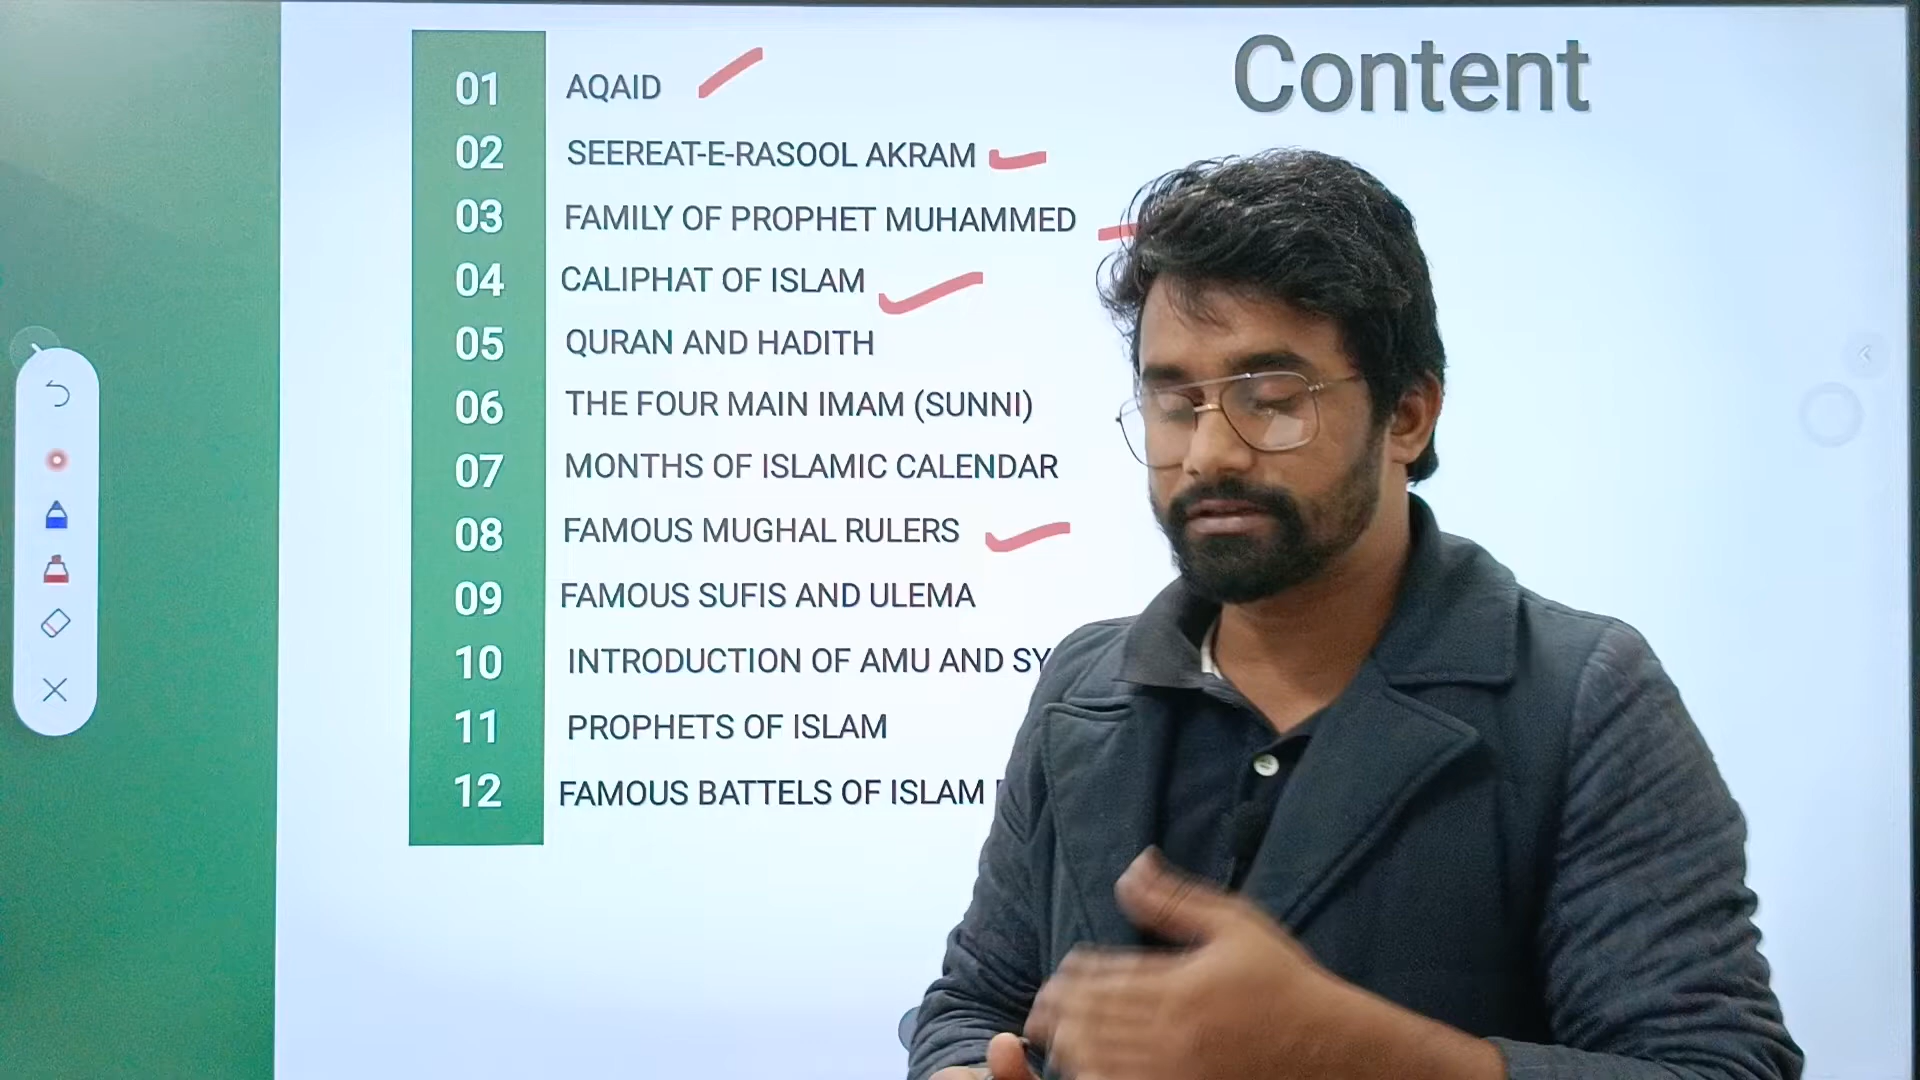 Content
01 AQAID
02 SEEREAT-E-RASOOL AKRAM
03 FAMILY OF PROPHET MUHAMMED
04 CALIPHAT OF ISLAM
05 QURAN AND HADITH
06 THE FOUR MAIN IMAM (SUNNI)
07 MONTHS OF ISLAMIC CALENDAR
08 FAMOUS MUGHAL RULERS
09 FAMOUS SUFIS AND ULEMA
10 INTRODUCTION OF AMU AND
11 PROPHETS OF ISLAM
12 FAMOUS BATTELS OF ISLAM